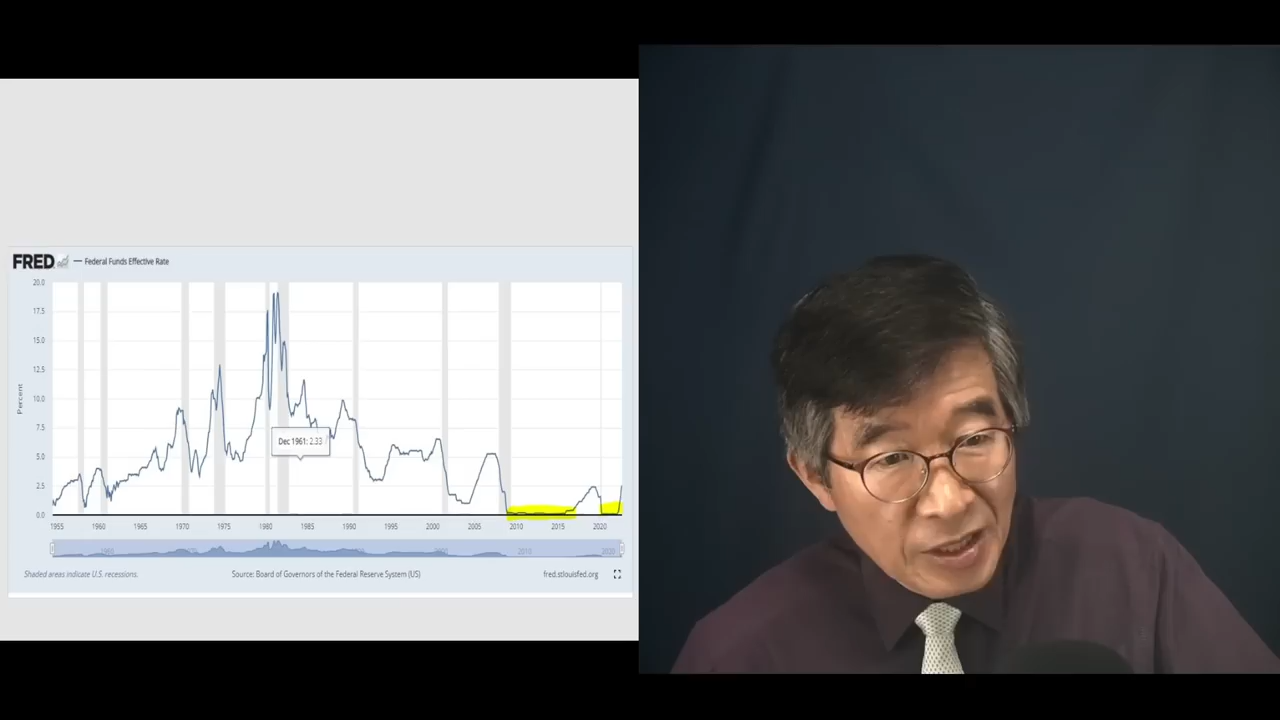 FRED
Federal Funds Effective Rate
20.0
17.5
15.0
12.5
10.0
7.5
5.0
2.5
0.0
Percent
Dec 1961: 2.33
1955 1960 1965 1970 1975 1980 1985 1990 1995 2000 2005 2010 2015 2020
2010 2020
Shaded areas indicate U.S. recessions.
Source: Board of Governors of the Federal Reserve System (US)
fred.stlouisfed.org